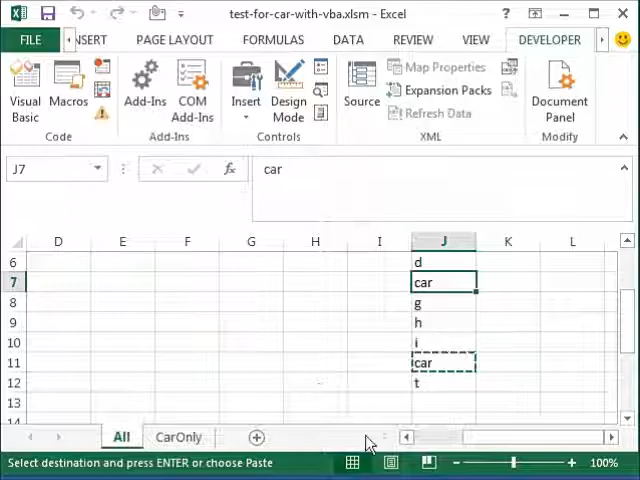 test-for-car-with-vba.xlsm - Excel
FILE NSERT PAGE LAYOUT FORMULAS DATA REVIEW VIEW DEVELOPER
Visual Basic
Macros
Add-Ins
COM Add-Ins
Insert
Design Mode
Source
Map Properties
Expansion Packs
Refresh Data
Document Panel
Code Add-Ins Controls XML Modify
J7 fx car
D E F G H I J K L
6 d
7 car
8 g
9 h
10 i
11 car
12 t
13
14
All CarOnly
Select destination and press ENTER or choose Paste 100%